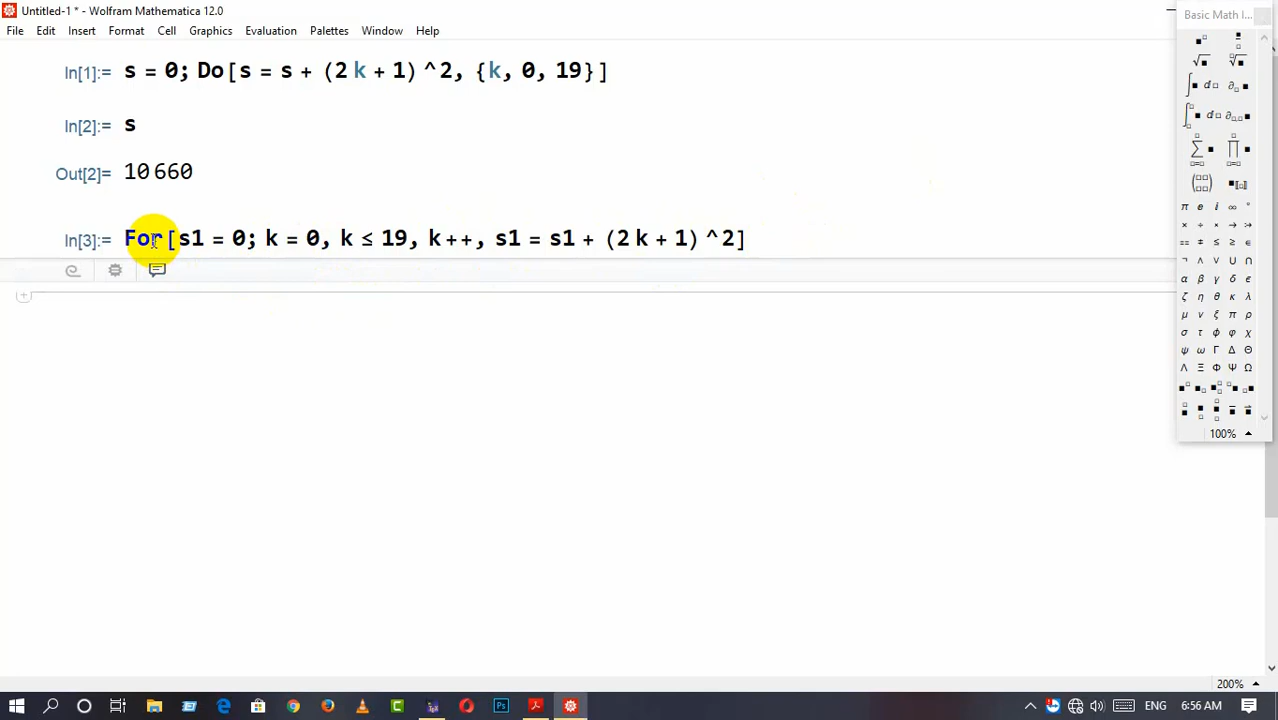 Untitled-1 * - Wolfram Mathematica 12.0
Basic Math I...
File Edit Insert Format Cell Graphics Evaluation Palettes Window Help
In[1]:= s = 0; Do[s = s + (2 k + 1) ^2, {k, 0, 19}]
In[2]:= s
Out[2]= 10 660
In[3]:= For[s1 = 0; k = 0, k ≤ 19, k++, s1 = s1 + (2 k + 1) ^2]
π e i ∞ °
α β γ δ ϵ
ζ η θ κ λ
μ ν ξ π ρ
σ τ ϕ φ χ
ψ ω Γ Δ Θ
Λ Ξ Φ Ψ Ω
100%
200%
ENG 6:56 AM